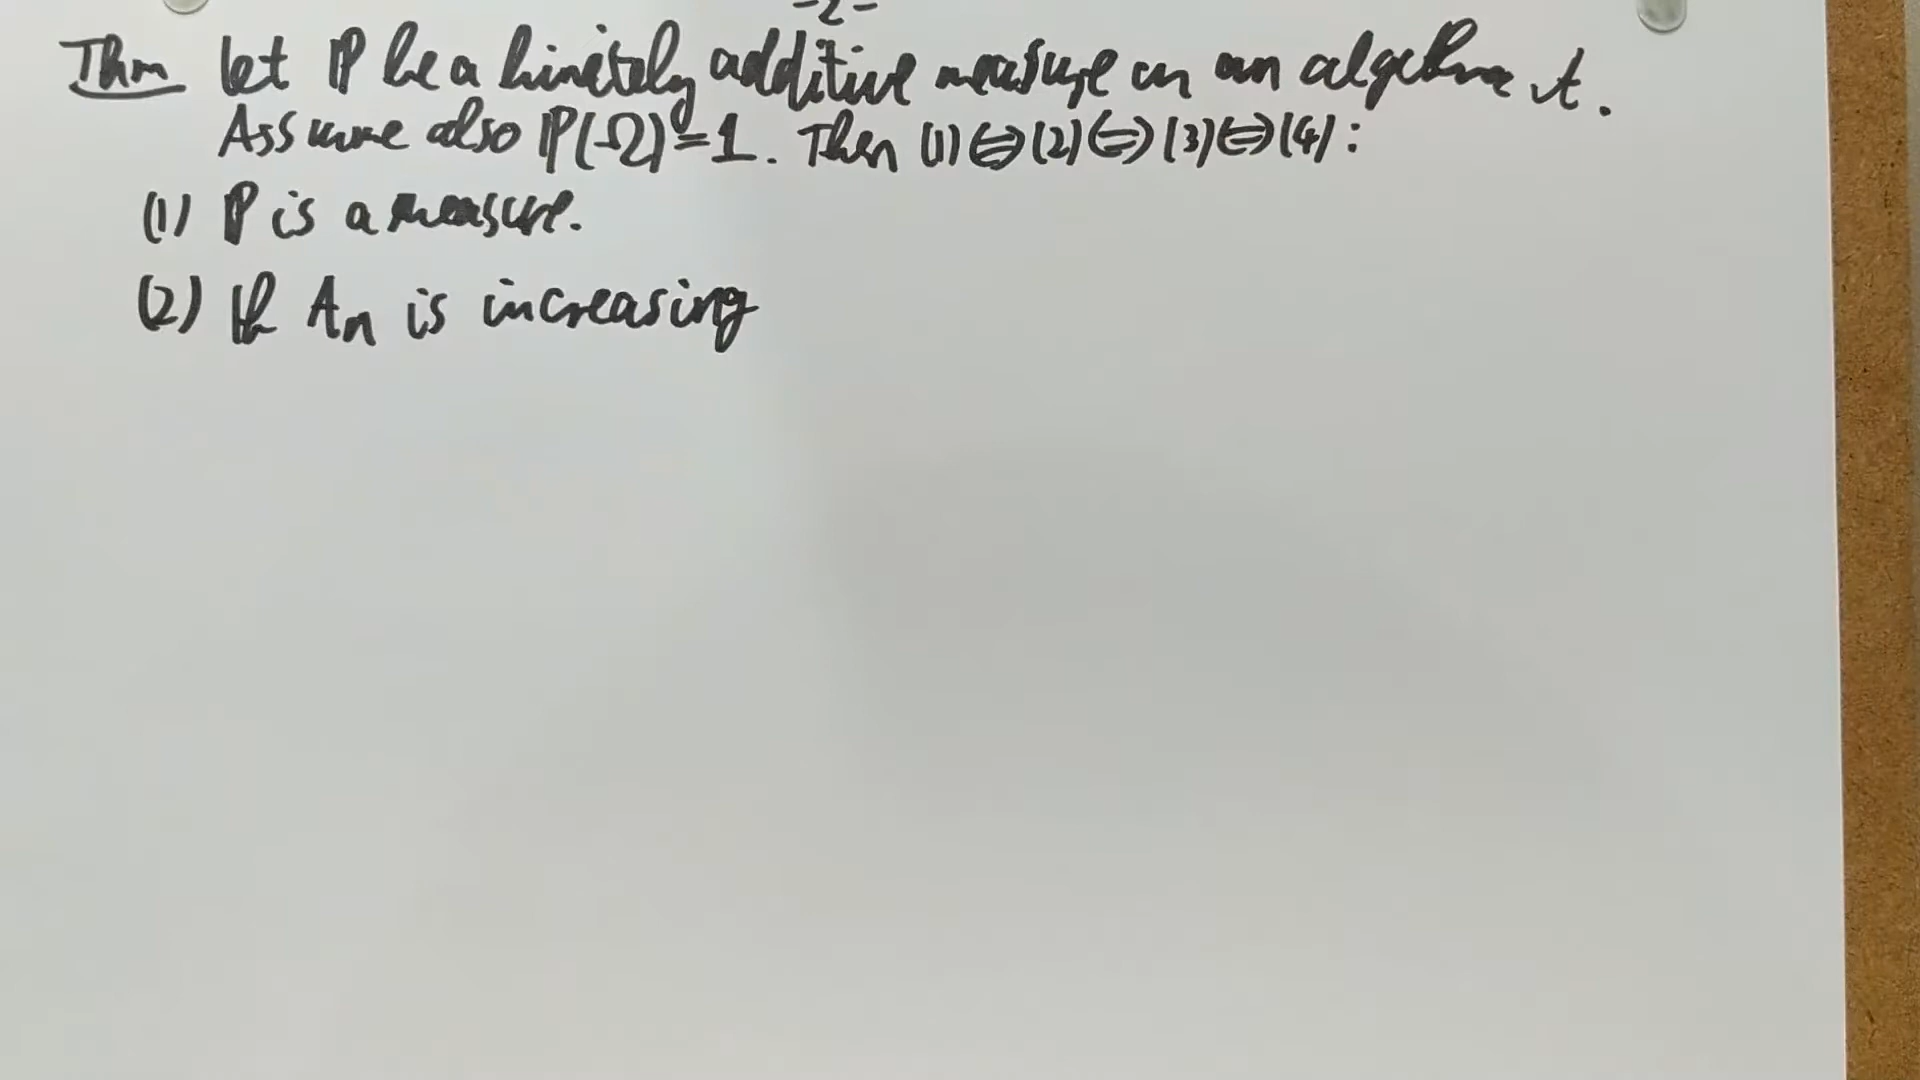 -2-
Thm Let ℙ be a finitely additive measure on an algebra A.
Assume also ℙ(Ω)=1. Then (1)⇔(2)⇔(3)⇔(4):
(1) ℙ is a measure.
(2) If Aₙ is increasing